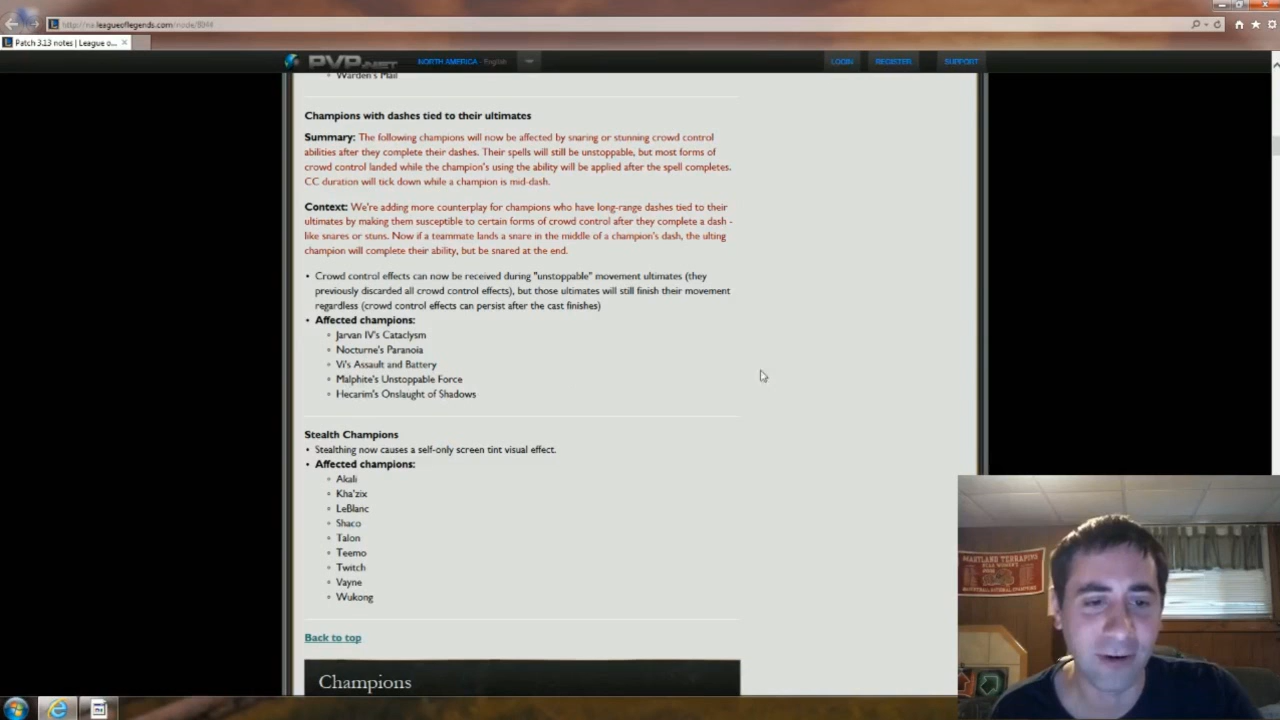 http://na.leagueoflegends.com/node/8044
Patch 3.13 notes | League o...
PVP.NET NORTH AMERICA - English LOGIN REGISTER SUPPORT
Warden's Mail
Champions with dashes tied to their ultimates
Summary: The following champions will now be affected by snaring or stunning crowd control
abilities after they complete their dashes. Their spells will still be unstoppable, but most forms of
crowd control landed while the champion's using the ability will be applied after the spell completes.
CC duration will tick down while a champion is mid-dash.
Context: We're adding more counterplay for champions who have long-range dashes tied to their
ultimates by making them susceptible to certain forms of crowd control after they complete a dash -
like snares or stuns. Now if a teammate lands a snare in the middle of a champion's dash, the ulting
champion will complete their ability, but be snared at the end.
• Crowd control effects can now be received during "unstoppable" movement ultimates (they
previously discarded all crowd control effects), but those ultimates will still finish their movement
regardless (crowd control effects can persist after the cast finishes)
• Affected champions:
Jarvan IV's Cataclysm
Nocturne's Paranoia
Vi's Assault and Battery
Malphite's Unstoppable Force
Hecarim's Onslaught of Shadows
Stealth Champions
• Stealthing now causes a self-only screen tint visual effect.
• Affected champions:
Akali
Kha'zix
LeBlanc
Shaco
Talon
Teemo
Twitch
Vayne
Wukong
Back to top
Champions
MARYLAND TERRAPINS